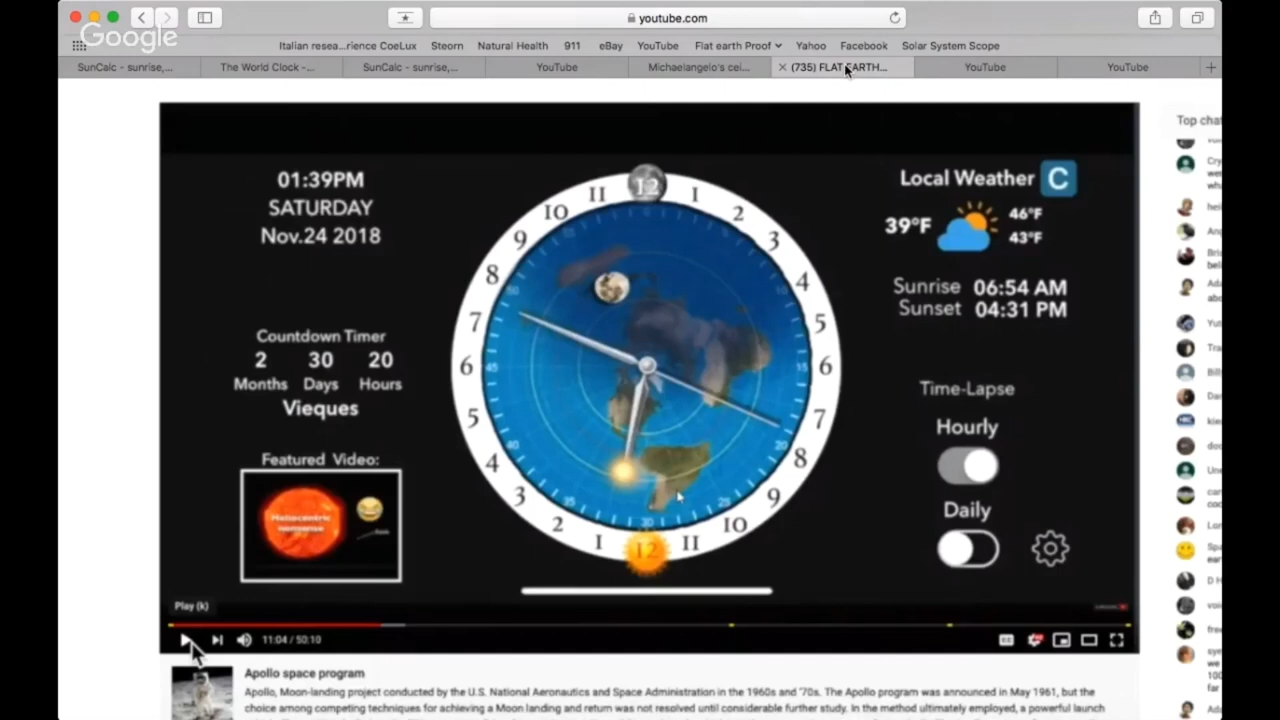 youtube.com
Google
Italian resea...rience CoeLux Steorn Natural Health 911 eBay YouTube Flat earth Proof Yahoo Facebook Solar System Scope
SunCalc - sunrise,... The World Clock -... SunCalc - sunrise,... YouTube Michaelangelo's cei... (735) FLAT EARTH... YouTube YouTube
Top chat
01:39PM
SATURDAY
Nov.24 2018
Countdown Timer
2 30 20
Months Days Hours
Vieques
Featured Video:
Heliocentric
nonsense
12 I 2 3 4 5 6 7 8 9 IO II 12 I 2 3 4 5 6 7 8 9 IO II
Local Weather C
39°F
46°F
43°F
Sunrise 06:54 AM
Sunset 04:31 PM
Time-Lapse
Hourly
Daily
Play (k)
11:04 / 50:10
Apollo space program
Apollo, Moon-landing project conducted by the U.S. National Aeronautics and Space Administration in the 1960s and '70s. The Apollo program was announced in May 1961, but the
choice among competing techniques for achieving a Moon landing and return was not resolved until considerable further study. In the method ultimately employed, a powerful launch